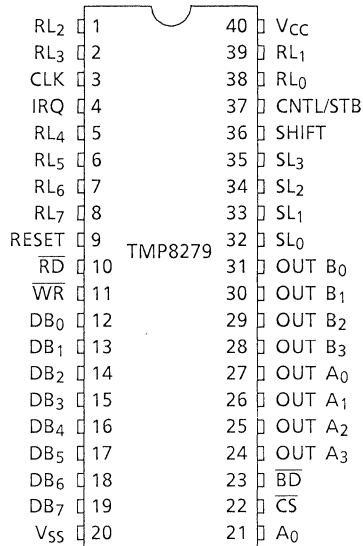 RL2 1 40 VCC
RL3 2 39 RL1
CLK 3 38 RL0
IRQ 4 37 CNTL/STB
RL4 5 36 SHIFT
RL5 6 35 SL3
RL6 7 34 SL2
RL7 8 33 SL1
RESET 9 32 SL0
TMP8279
R̅D̅ 10 31 OUT B0
W̅R̅ 11 30 OUT B1
DB0 12 29 OUT B2
DB1 13 28 OUT B3
DB2 14 27 OUT A0
DB3 15 26 OUT A1
DB4 16 25 OUT A2
DB5 17 24 OUT A3
DB6 18 23 B̅D̅
DB7 19 22 C̅S̅
VSS 20 21 A0